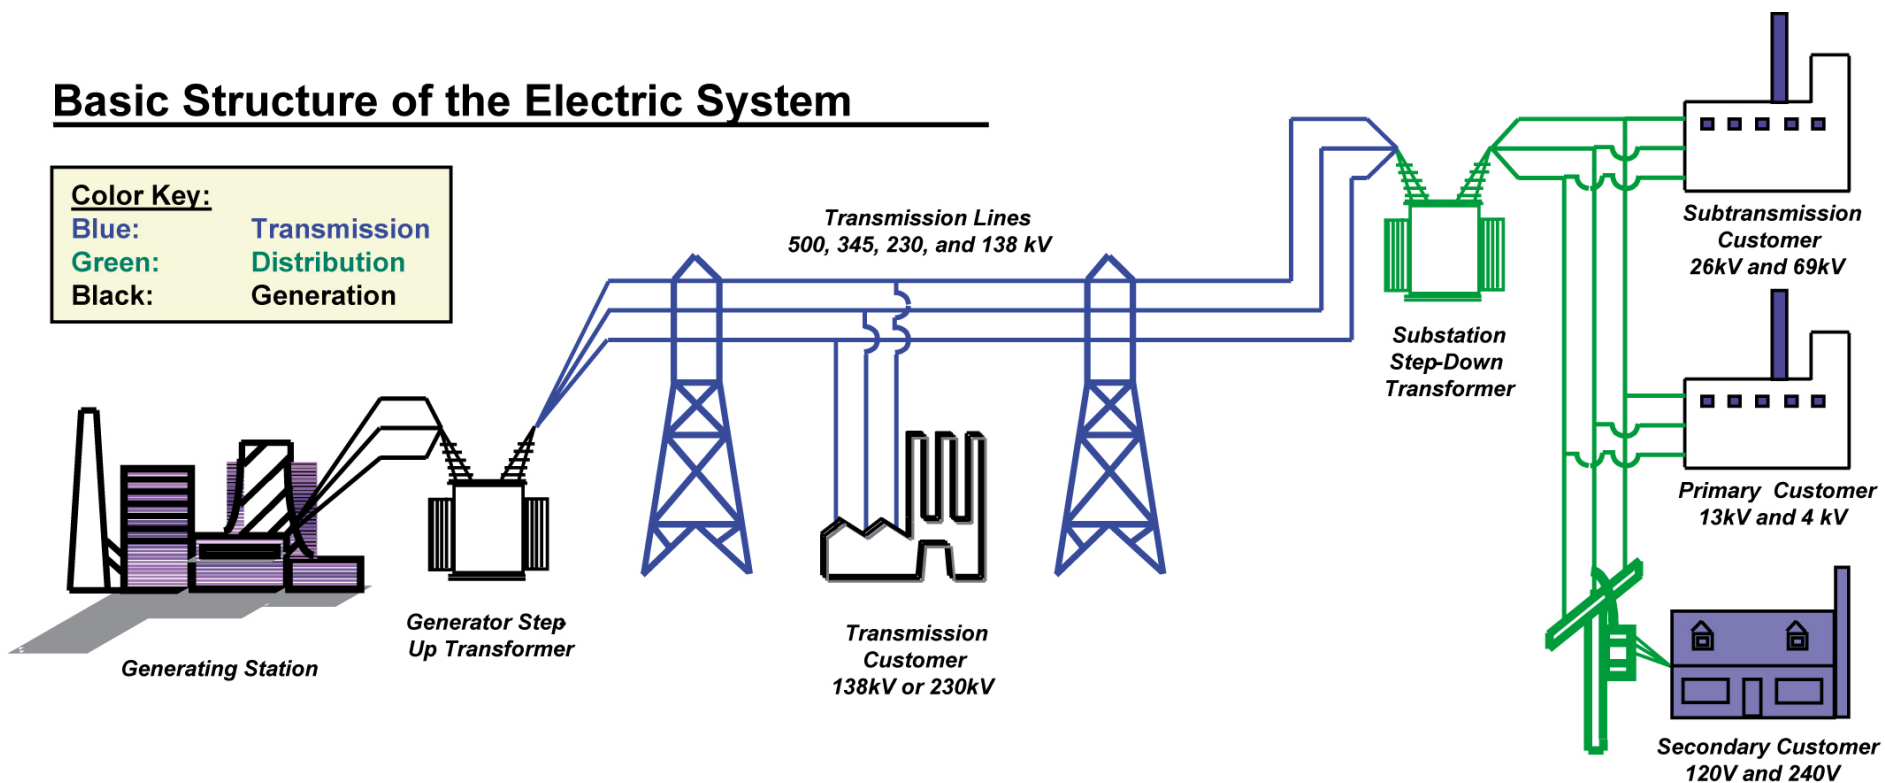 Basic Structure of the Electric System
Color Key:
Blue: Transmission
Green: Distribution
Black: Generation
Transmission Lines
500, 345, 230, and 138 kV
Subtransmission
Customer
26kV and 69kV
Substation
Step-Down
Transformer
Primary Customer
13kV and 4 kV
Generator Step-
Up Transformer
Transmission
Customer
138kV or 230kV
Generating Station
Secondary Customer
120V and 240V